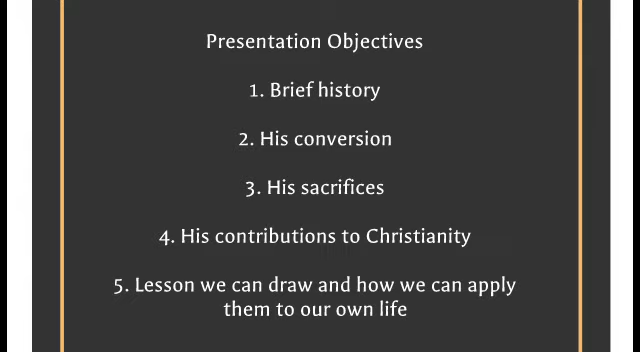 Presentation Objectives
1. Brief history
2. His conversion
3. His sacrifices
4. His contributions to Christianity
5. Lesson we can draw and how we can apply
them to our own life